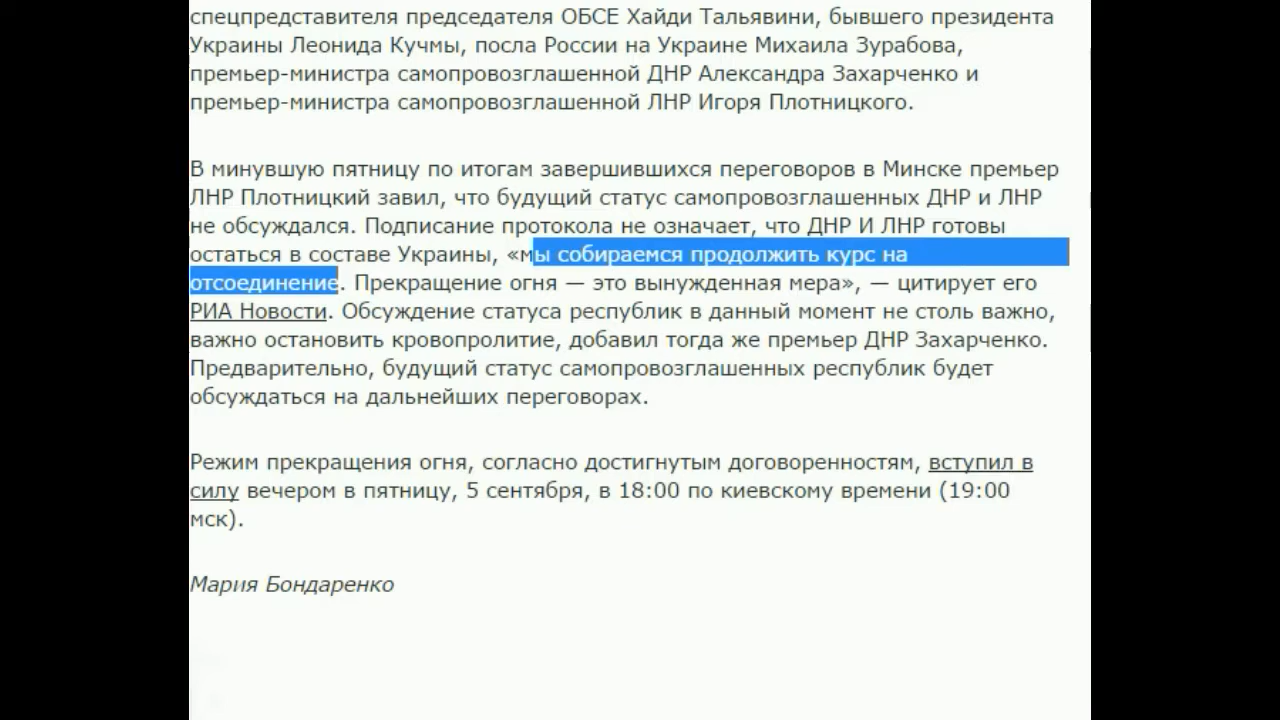 спецпредставителя председателя ОБСЕ Хайди Тальявини, бывшего президента
Украины Леонида Кучмы, посла России на Украине Михаила Зурабова,
премьер-министра самопровозглашенной ДНР Александра Захарченко и
премьер-министра самопровозглашенной ЛНР Игоря Плотницкого.
В минувшую пятницу по итогам завершившихся переговоров в Минске премьер
ЛНР Плотницкий завил, что будущий статус самопровозглашенных ДНР и ЛНР
не обсуждался. Подписание протокола не означает, что ДНР И ЛНР готовы
остаться в составе Украины, «мы собираемся продолжить курс на
отсоединение. Прекращение огня — это вынужденная мера», — цитирует его
РИА Новости. Обсуждение статуса республик в данный момент не столь важно,
важно остановить кровопролитие, добавил тогда же премьер ДНР Захарченко.
Предварительно, будущий статус самопровозглашенных республик будет
обсуждаться на дальнейших переговорах.
Режим прекращения огня, согласно достигнутым договоренностям, вступил в
силу вечером в пятницу, 5 сентября, в 18:00 по киевскому времени (19:00
мск).
Мария Бондаренко